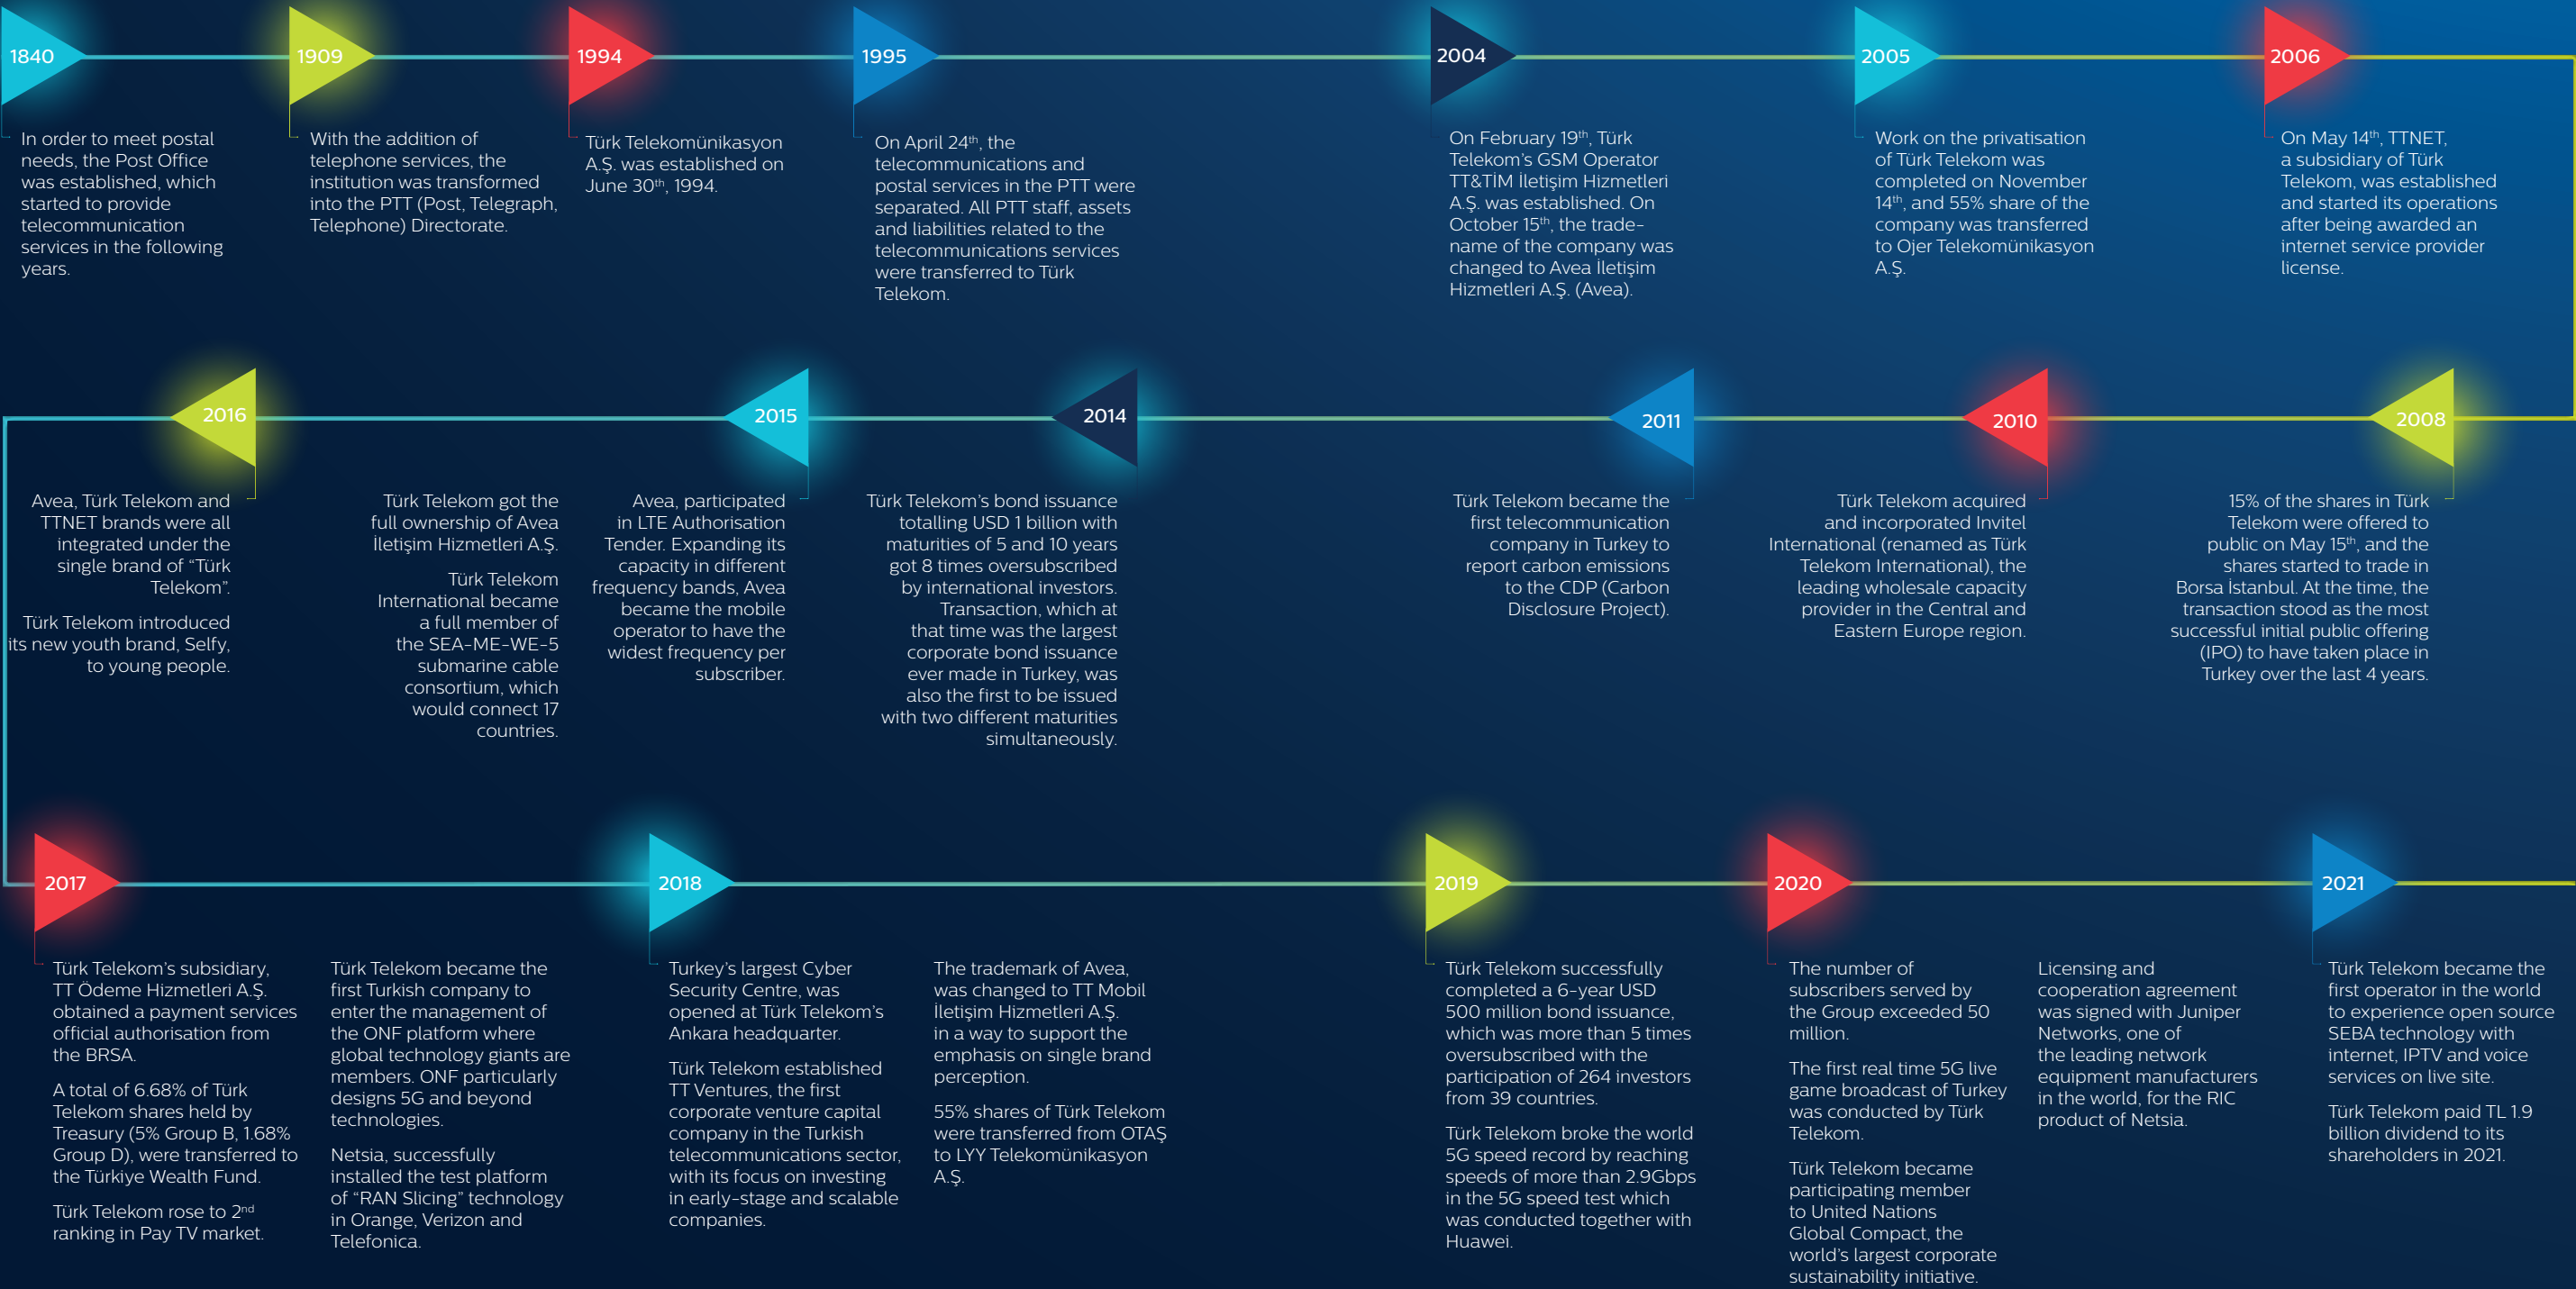 1840
In order to meet postal
needs, the Post Office
was established, which
started to provide
telecommunication
services in the following
years.
1909
With the addition of
telephone services, the
institution was transformed
into the PTT (Post, Telegraph,
Telephone) Directorate.
1994
Türk Telekomünikasyon
A.Ş. was established on
June 30th, 1994.
1995
On April 24th, the
telecommunications and
postal services in the PTT were
separated. All PTT staff, assets
and liabilities related to the
telecommunications services
were transferred to Türk
Telekom.
2004
On February 19th, Türk
Telekom’s GSM Operator
TT&TİM İletişim Hizmetleri
A.Ş. was established. On
October 15th, the trade-
name of the company was
changed to Avea İletişim
Hizmetleri A.Ş. (Avea).
2005
Work on the privatisation
of Türk Telekom was
completed on November
14th, and 55% share of the
company was transferred
to Ojer Telekomünikasyon
A.Ş.
2006
On May 14th, TTNET,
a subsidiary of Türk
Telekom, was established
and started its operations
after being awarded an
internet service provider
license.
2008
15% of the shares in Türk
Telekom were offered to
public on May 15th, and the
shares started to trade in
Borsa İstanbul. At the time, the
transaction stood as the most
successful initial public offering
(IPO) to have taken place in
Turkey over the last 4 years.
2010
Türk Telekom acquired
and incorporated Invitel
International (renamed as Türk
Telekom International), the
leading wholesale capacity
provider in the Central and
Eastern Europe region.
2011
Türk Telekom became the
first telecommunication
company in Turkey to
report carbon emissions
to the CDP (Carbon
Disclosure Project).
2014
Türk Telekom’s bond issuance
totalling USD 1 billion with
maturities of 5 and 10 years
got 8 times oversubscribed
by international investors.
Transaction, which at
that time was the largest
corporate bond issuance
ever made in Turkey, was
also the first to be issued
with two different maturities
simultaneously.
2015
Avea, participated
in LTE Authorisation
Tender. Expanding its
capacity in different
frequency bands, Avea
became the mobile
operator to have the
widest frequency per
subscriber.
Türk Telekom got the
full ownership of Avea
İletişim Hizmetleri A.Ş.
Türk Telekom
International became
a full member of
the SEA-ME-WE-5
submarine cable
consortium, which
would connect 17
countries.
2016
Avea, Türk Telekom and
TTNET brands were all
integrated under the
single brand of “Türk
Telekom”.
Türk Telekom introduced
its new youth brand, Selfy,
to young people.
2017
Türk Telekom’s subsidiary,
TT Ödeme Hizmetleri A.Ş.
obtained a payment services
official authorisation from
the BRSA.
A total of 6.68% of Türk
Telekom shares held by
Treasury (5% Group B, 1.68%
Group D), were transferred to
the Türkiye Wealth Fund.
Türk Telekom rose to 2nd
ranking in Pay TV market.
Türk Telekom became the
first Turkish company to
enter the management of
the ONF platform where
global technology giants are
members. ONF particularly
designs 5G and beyond
technologies.
Netsia, successfully
installed the test platform
of “RAN Slicing” technology
in Orange, Verizon and
Telefonica.
2018
Turkey’s largest Cyber
Security Centre, was
opened at Türk Telekom’s
Ankara headquarter.
Türk Telekom established
TT Ventures, the first
corporate venture capital
company in the Turkish
telecommunications sector,
with its focus on investing
in early-stage and scalable
companies.
The trademark of Avea,
was changed to TT Mobil
İletişim Hizmetleri A.Ş.
in a way to support the
emphasis on single brand
perception.
55% shares of Türk Telekom
were transferred from OTAŞ
to LYY Telekomünikasyon
A.Ş.
2019
Türk Telekom successfully
completed a 6-year USD
500 million bond issuance,
which was more than 5 times
oversubscribed with the
participation of 264 investors
from 39 countries.
Türk Telekom broke the world
5G speed record by reaching
speeds of more than 2.9Gbps
in the 5G speed test which
was conducted together with
Huawei.
2020
The number of
subscribers served by
the Group exceeded 50
million.
The first real time 5G live
game broadcast of Turkey
was conducted by Türk
Telekom.
Türk Telekom became
participating member
to United Nations
Global Compact, the
world’s largest corporate
sustainability initiative.
Licensing and
cooperation agreement
was signed with Juniper
Networks, one of
the leading network
equipment manufacturers
in the world, for the RIC
product of Netsia.
2021
Türk Telekom became the
first operator in the world
to experience open source
SEBA technology with
internet, IPTV and voice
services on live site.
Türk Telekom paid TL 1.9
billion dividend to its
shareholders in 2021.